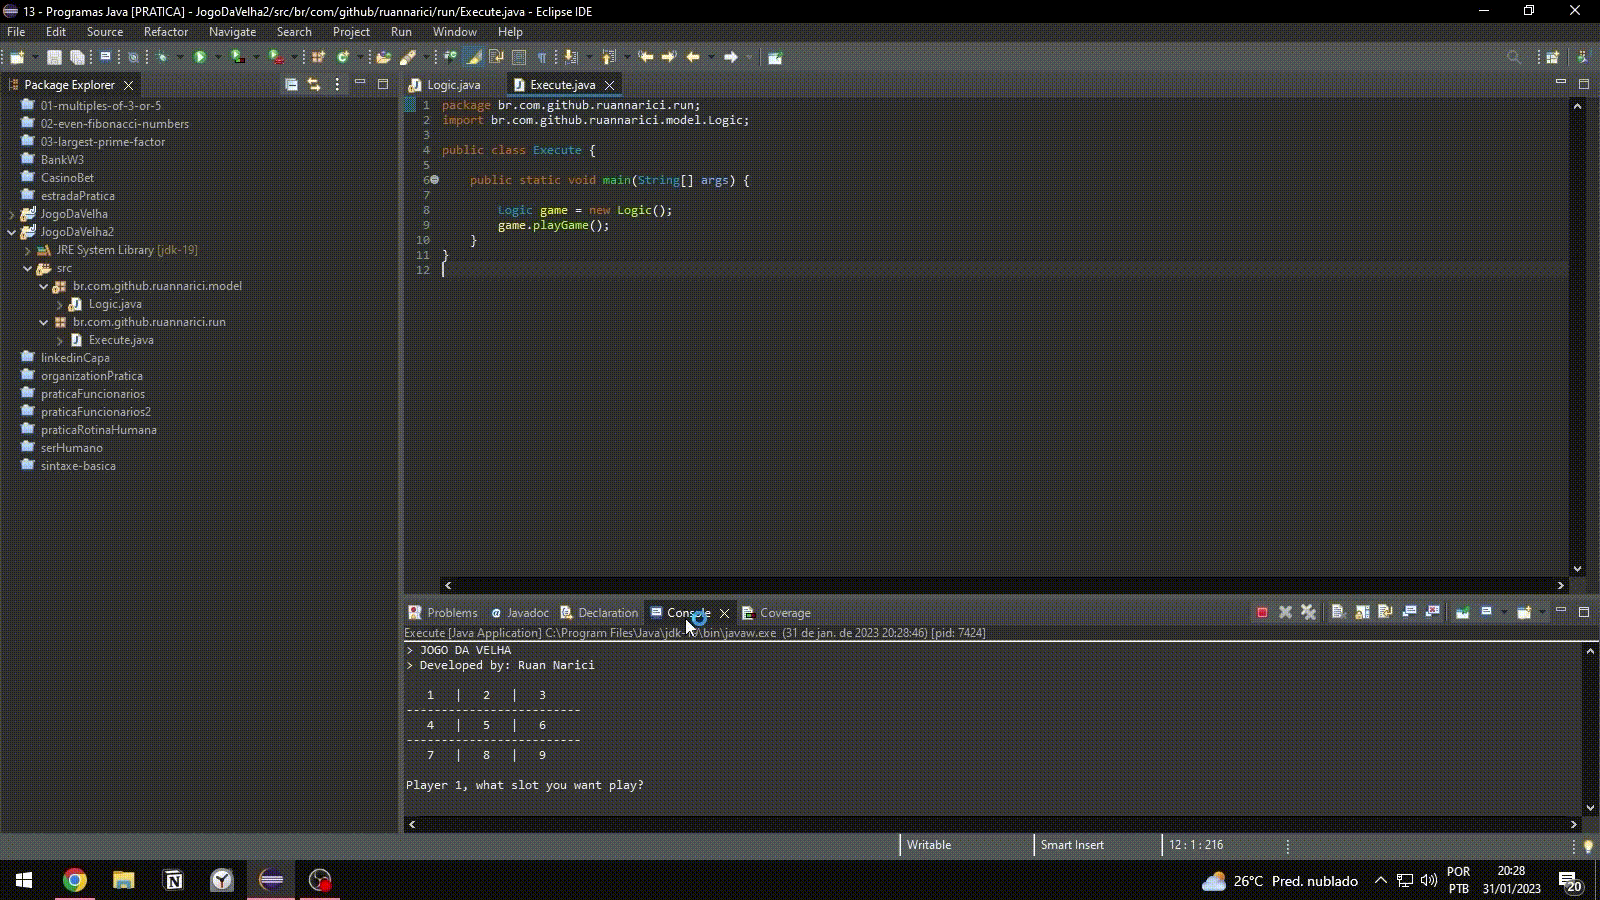 13 - Programas Java [PRATICA] - JogoDaVelha2/src/br/com/github/ruannarici/run/Execute.java - Eclipse IDE
File Edit Source Refactor Navigate Search Project Run Window Help
Package Explorer
01-multiples-of-3-or-5
02-even-fibonacci-numbers
03-largest-prime-factor
BankW3
CasinoBet
estradaPratica
JogoDaVelha
JogoDaVelha2
JRE System Library [jdk-19]
src
br.com.github.ruannarici.model
Logic.java
br.com.github.ruannarici.run
Execute.java
linkedinCapa
organizationPratica
praticaFuncionarios
praticaFuncionarios2
praticaRotinaHumana
serHumano
sintaxe-basica
Logic.java Execute.java
1 package br.com.github.ruannarici.run;
2 import br.com.github.ruannarici.model.Logic;
3
4 public class Execute {
5
6 public static void main(String[] args) {
7
8 Logic game = new Logic();
9 game.playGame();
10 }
11 }
12
Problems Javadoc Declaration Console Coverage
Execute [Java Application] C:\Program Files\Java\jdk-19\bin\javaw.exe (31 de jan. de 2023 20:28:46) [pid: 7424]
> JOGO DA VELHA
> Developed by: Ruan Narici
1 | 2 | 3
-------------------------
4 | 5 | 6
-------------------------
7 | 8 | 9
Player 1, what slot you want play?
Writable Smart Insert 12 : 1 : 216
26°C Pred. nublado
POR
PTB
20:28
31/01/2023
20